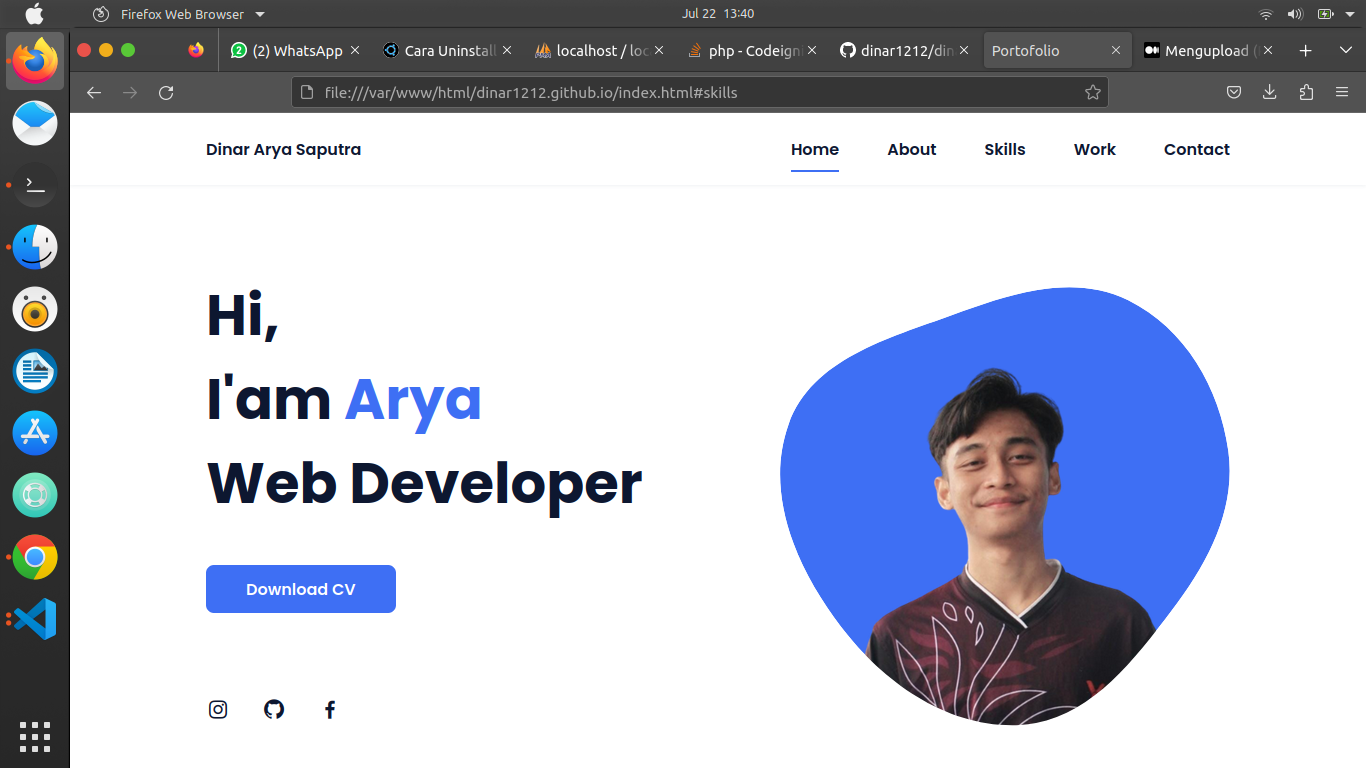 Firefox Web Browser
Jul 22 13:40
(2) WhatsApp
Cara Uninstall
localhost / loc
php - Codeign
dinar1212/din
Portofolio
Mengupload (
file:///var/www/html/dinar1212.github.io/index.html#skills
Dinar Arya Saputra
Home
About
Skills
Work
Contact
Hi,
I'am Arya
Web Developer
Download CV